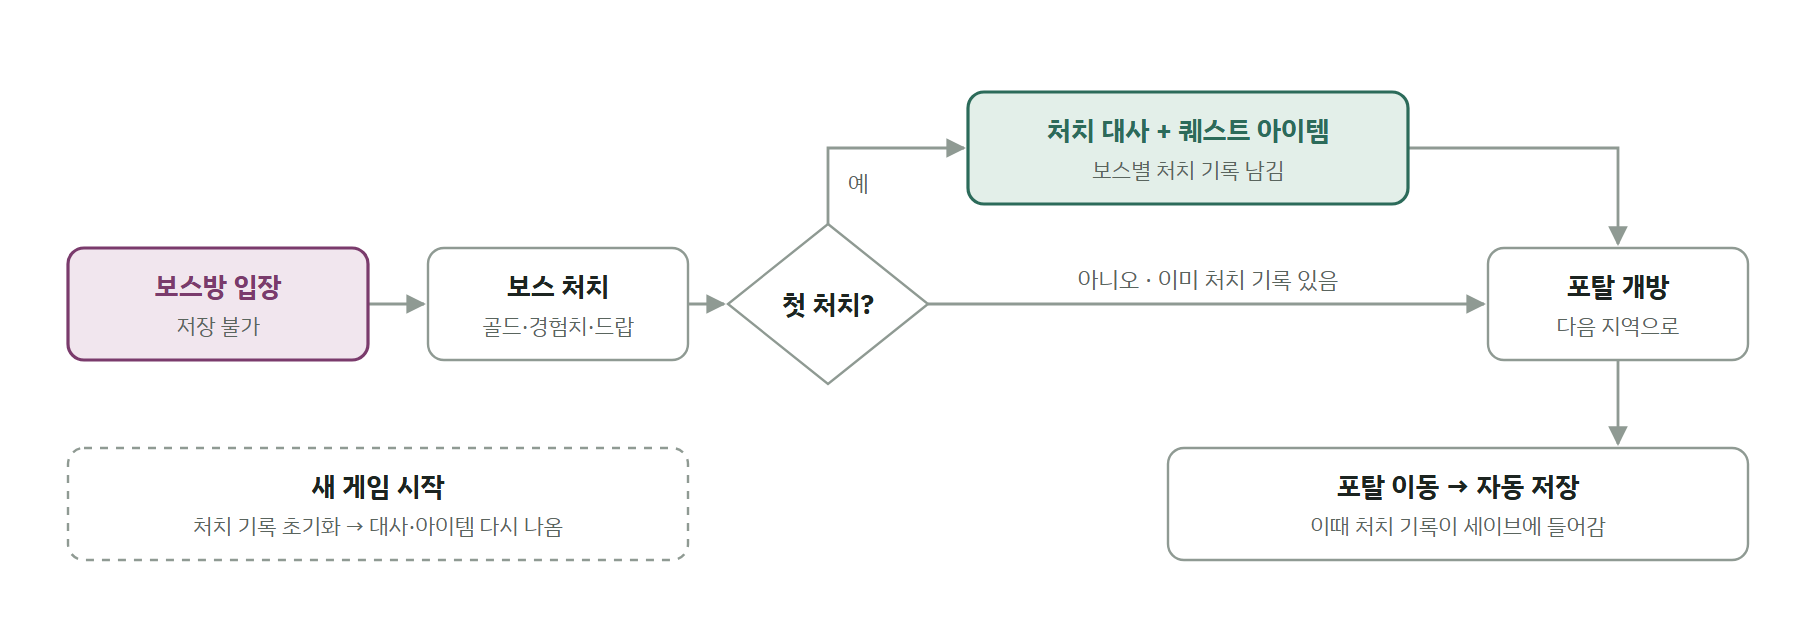 처치 대사 + 퀘스트 아이템
보스별 처치 기록 남김
예
보스방 입장
저장 불가
보스 처치
골드·경험치·드랍
첫 처치?
아니오 · 이미 처치 기록 있음
포탈 개방
다음 지역으로
새 게임 시작
처치 기록 초기화 → 대사·아이템 다시 나옴
포탈 이동 → 자동 저장
이때 처치 기록이 세이브에 들어감